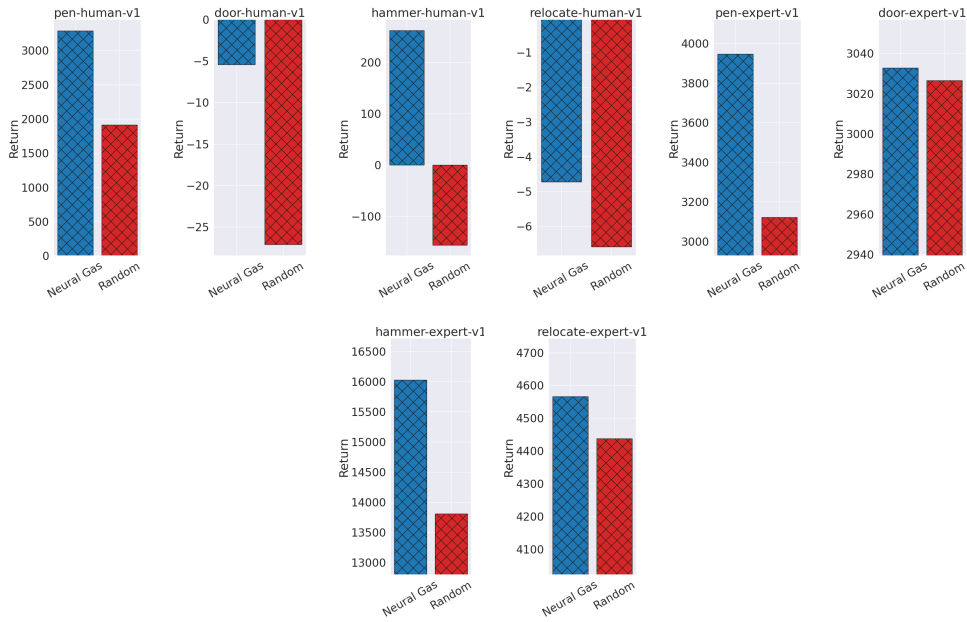 pen-human-v1
door-human-v1
hammer-human-v1
relocate-human-v1
pen-expert-v1
door-expert-v1
Return
3000
2500
2000
1500
1000
500
0
Neural Gas
Random
Return
0
−5
−10
−15
−20
−25
Neural Gas
Random
Return
200
100
0
−100
Neural Gas
Random
Return
−1
−2
−3
−4
−5
−6
Neural Gas
Random
Return
4000
3800
3600
3400
3200
3000
Neural Gas
Random
Return
3040
3020
3000
2980
2960
2940
Neural Gas
Random
hammer-expert-v1
relocate-expert-v1
Return
16500
16000
15500
15000
14500
14000
13500
13000
Neural Gas
Random
Return
4700
4600
4500
4400
4300
4200
4100
Neural Gas
Random